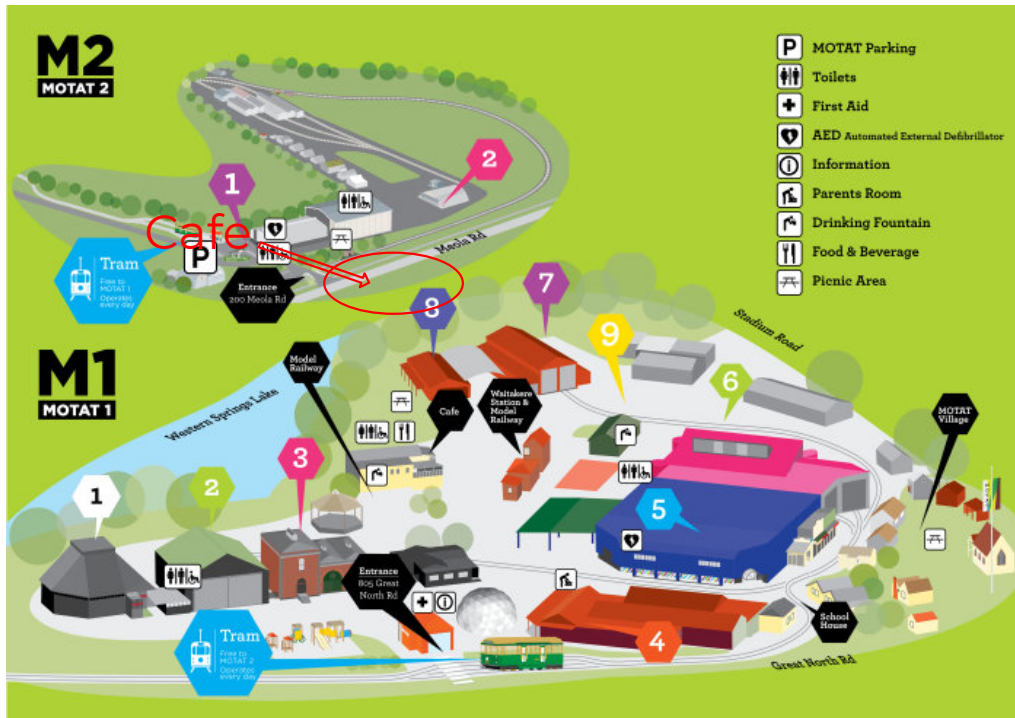 M2
MOTAT 2
P
MOTAT Parking
Toilets
First Aid
AED Automated External Defibrillator
i
Information
Parents Room
Drinking Fountain
Food & Beverage
Picnic Area
1
2
Cafe
P
Tram
Free to
MOTAT 1
Operates
every day
Entrance
200 Meola Rd
Meola Rd
M1
MOTAT 1
Western Springs Lake
Model
Railway
8
7
9
Stadium Road
6
Cafe
Waitakere
Station &
Model
Railway
MOTAT
Village
1
2
3
5
Entrance
805 Great
North Rd
i
School
House
4
Tram
Free to
MOTAT 2
Operates
every day
Great North Rd